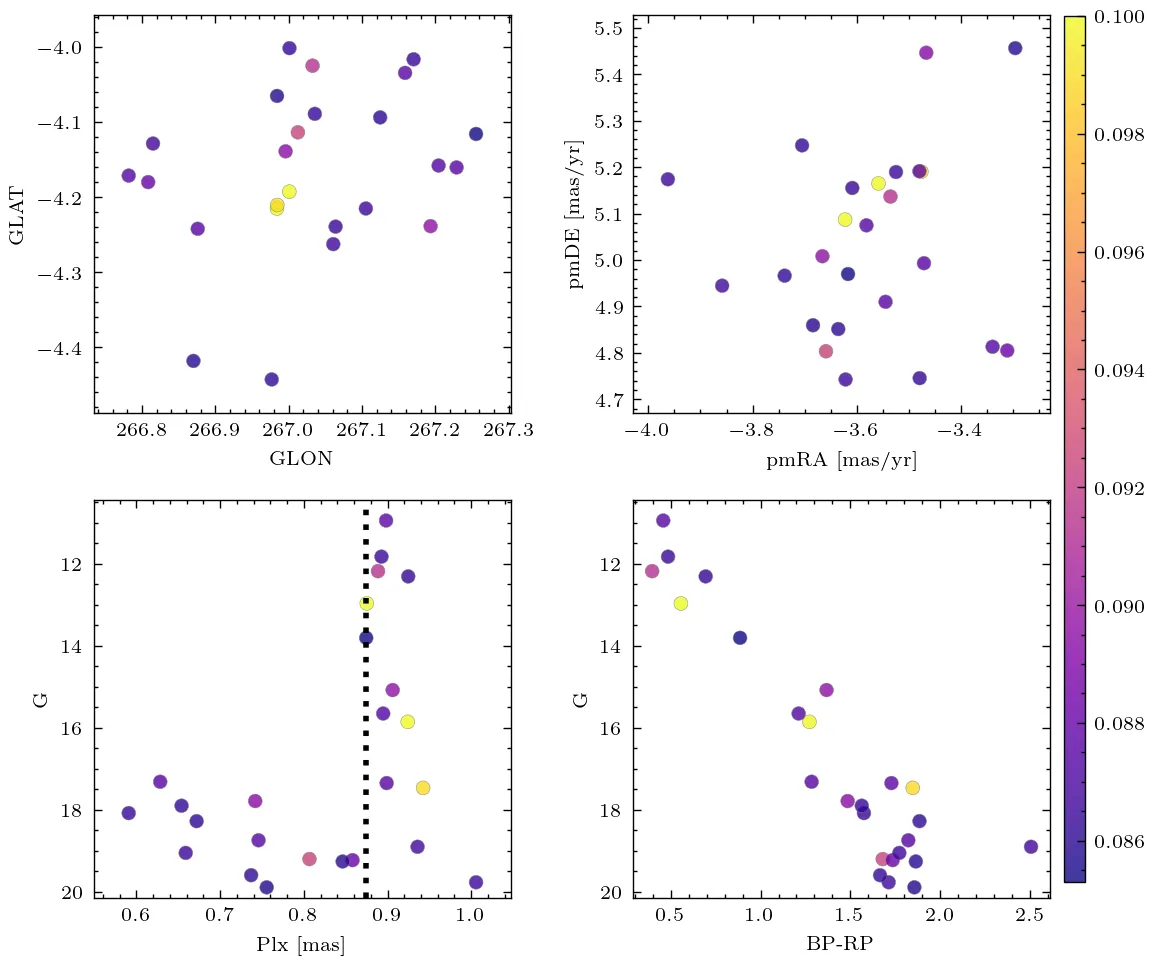 −4.0
−4.1
−4.2
−4.3
−4.4
GLAT
266.8 266.9 267.0 267.1 267.2 267.3
GLON
5.5
5.4
5.3
5.2
5.1
5.0
4.9
4.8
4.7
pmDE [mas/yr]
−4.0 −3.8 −3.6 −3.4
pmRA [mas/yr]
12
14
16
18
20
G
0.6 0.7 0.8 0.9 1.0
Plx [mas]
12
14
16
18
20
G
0.5 1.0 1.5 2.0 2.5
BP-RP
0.100
0.098
0.096
0.094
0.092
0.090
0.088
0.086